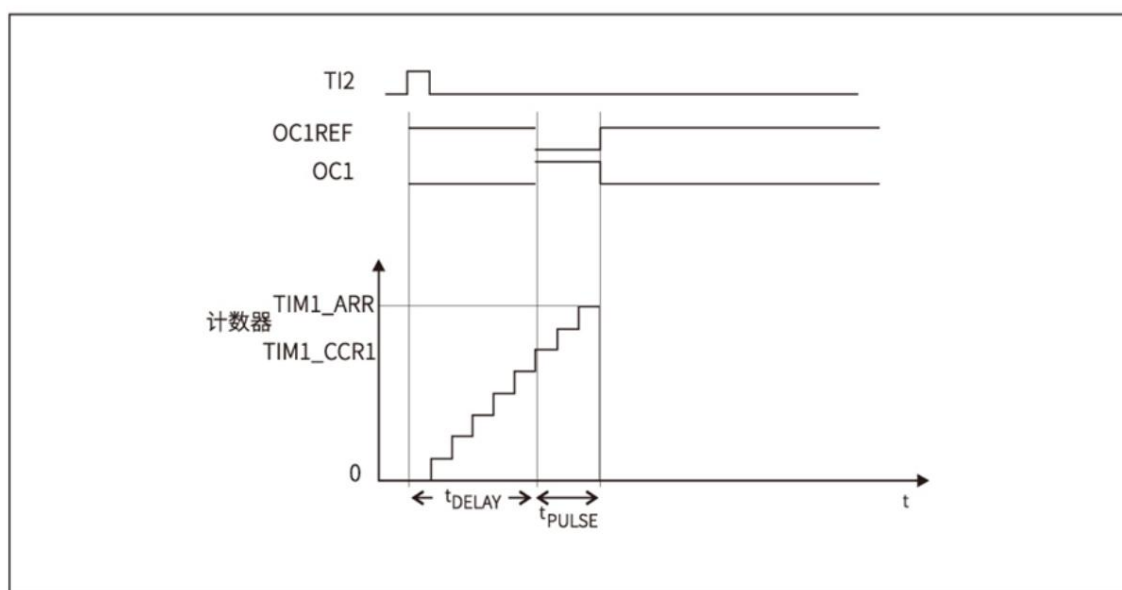 TI2
OC1REF
OC1
TIM1_ARR
计数器
TIM1_CCR1
0
tDELAY
tPULSE
t